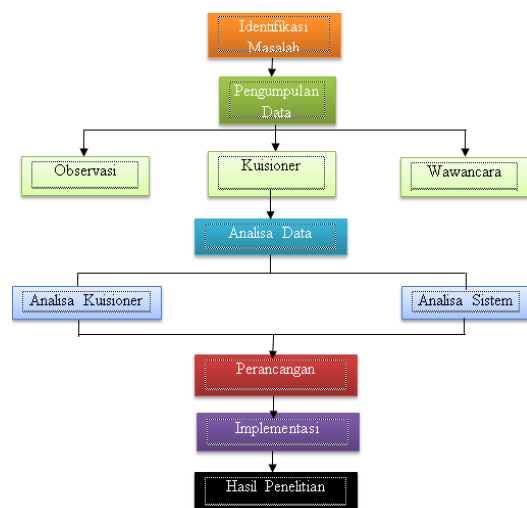 Identifikasi
Masalah
Pengumpulan
Data
Observasi
Kuisioner
Wawancara
Analisa Data
Analisa Kuisioner
Analisa Sistem
Perancangan
Implementasi
Hasil Penelitian